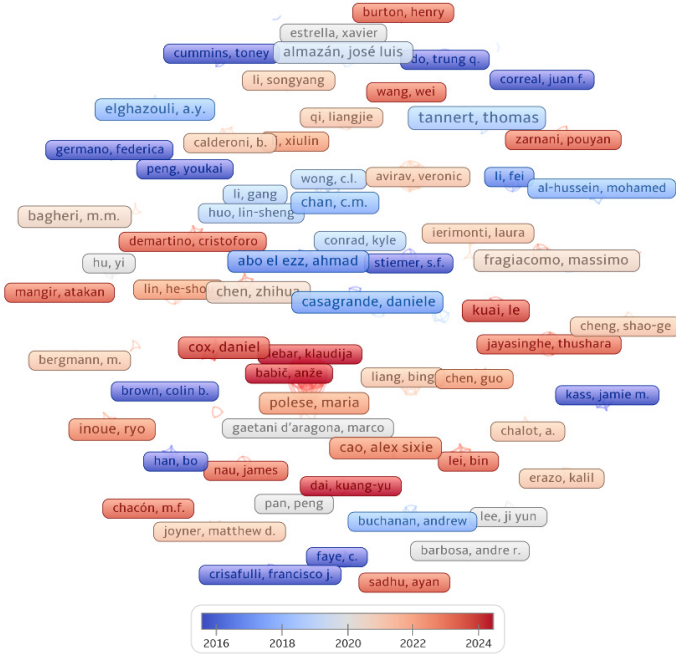 burton, henry
estrella, xavier
cummins, toney
almazán, josé luis
do, trung q.
li, songyang
wang, wei
correal, juan f.
elghazouli, a.y.
qi, liangjie
tannert, thomas
germano, federica
calderoni, b.
xiulin
zarnani, pouyan
peng, youkai
wong, c.l.
avirav, veronic
li, fei
al-hussein, mohamed
li, gang
chan, c.m.
huo, lin-sheng
bagheri, m.m.
demartino, cristoforo
conrad, kyle
ierimonti, laura
hu, yi
abo el ezz, ahmad
stiemer, s.f.
fragiacomo, massimo
mangir, atakan
lin, he-sho
chen, zhihua
casagrande, daniele
kuai, le
cheng, shao-ge
cox, daniel
lebar, klaudija
jayasinghe, thushara
bergmann, m.
babič, anže
liang, bing
chen, guo
brown, colin b.
polese, maria
kass, jamie m.
inoue, ryo
gaetani d'aragona, marco
chalot, a.
han, bo
nau, james
cao, alex sixie
lei, bin
erazo, kalil
dai, kuang-yu
chacón, m.f.
pan, peng
buchanan, andrew
lee, ji yun
joyner, matthew d.
faye, c.
barbosa, andre r.
crisafulli, francisco j.
sadhu, ayan
2016 2018 2020 2022 2024